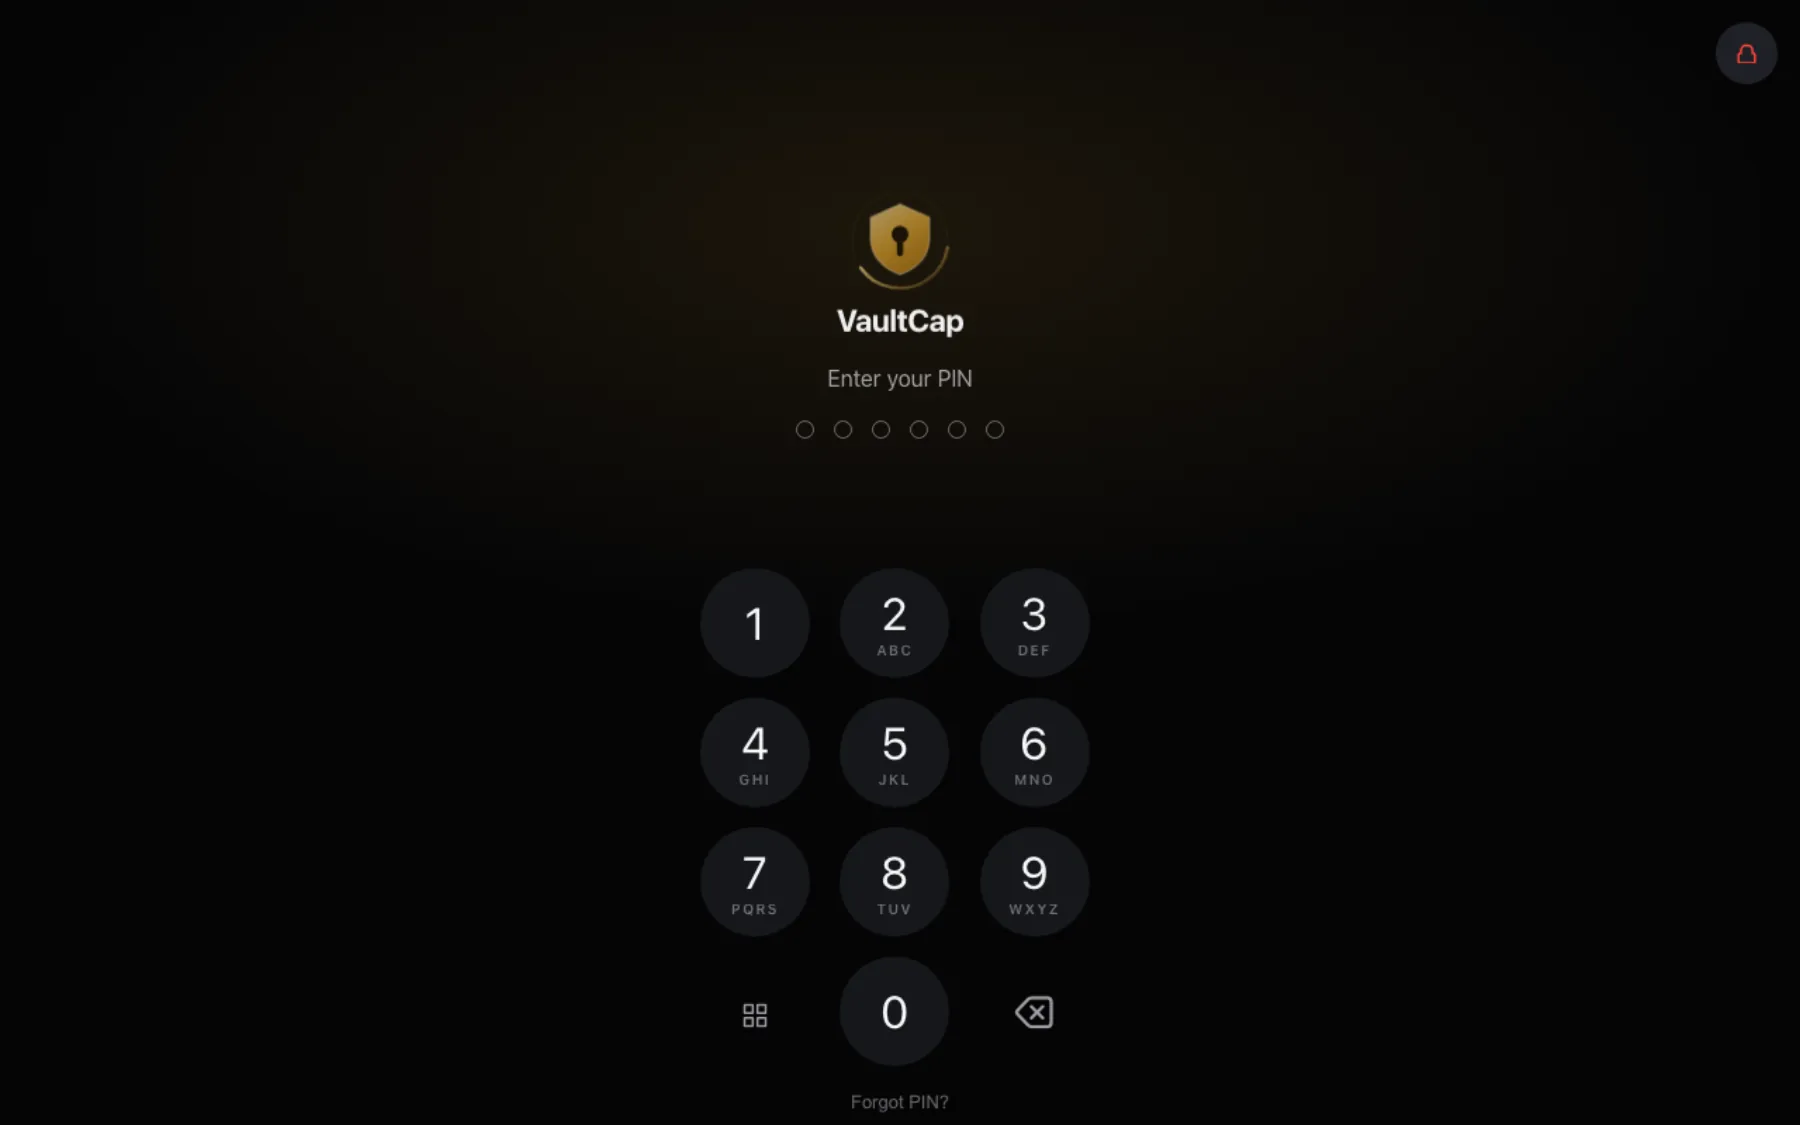 VaultCap
Enter your PIN
1
2
ABC
3
DEF
4
GHI
5
JKL
6
MNO
7
PQRS
8
TUV
9
WXYZ
0
Forgot PIN?